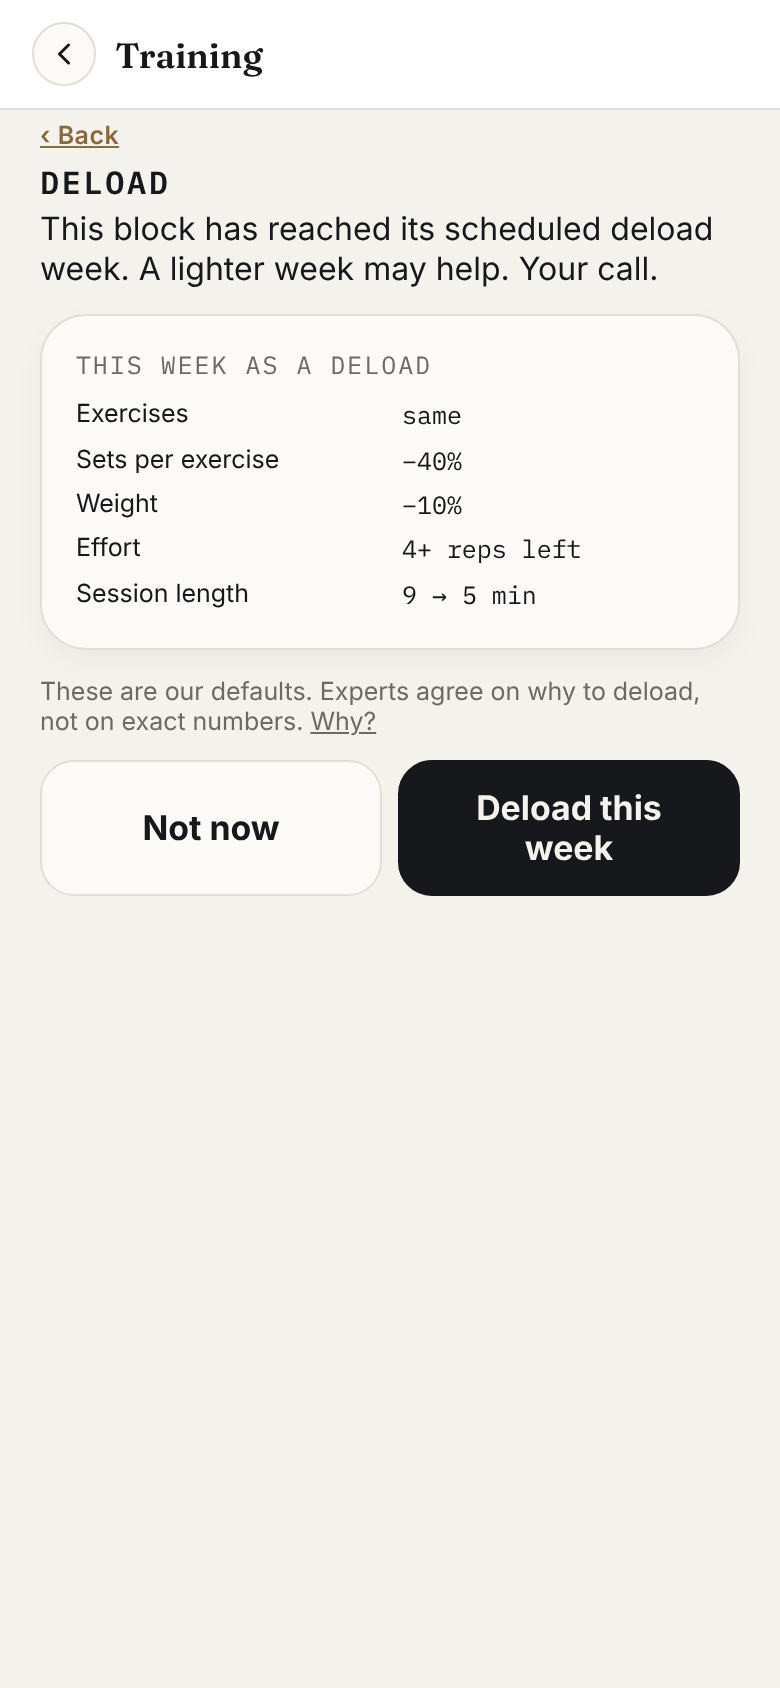 Training
‹ Back
DELOAD
This block has reached its scheduled deload
week. A lighter week may help. Your call.
THIS WEEK AS A DELOAD
Exercises same
Sets per exercise −40%
Weight −10%
Effort 4+ reps left
Session length 9 → 5 min
These are our defaults. Experts agree on why to deload,
not on exact numbers. Why?
Not now
Deload this
week